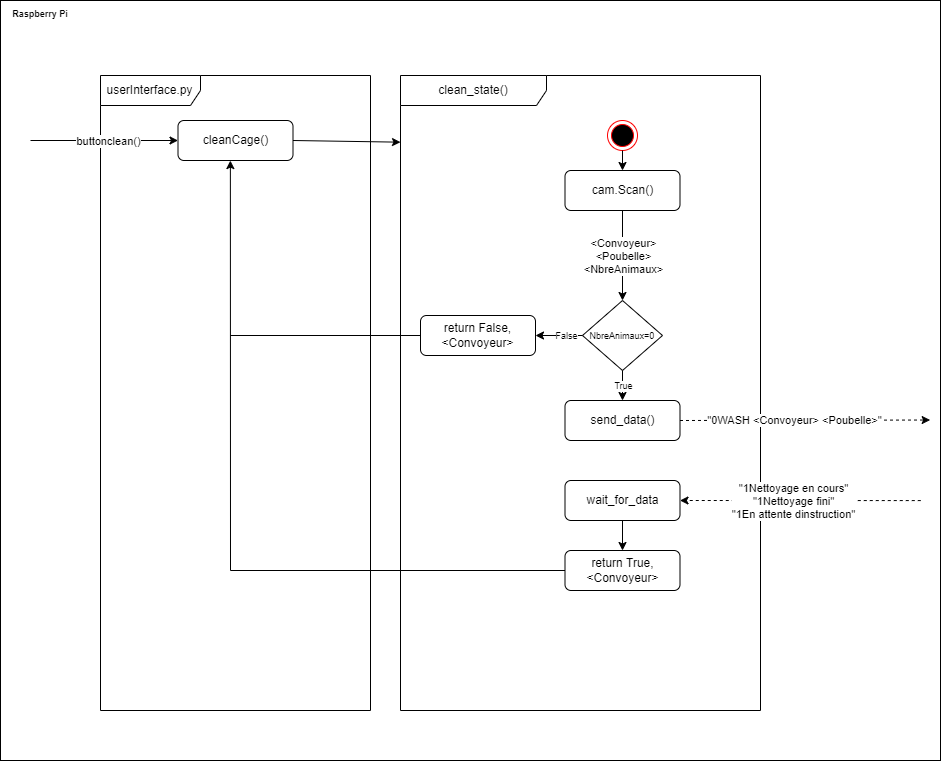 Raspberry Pi
userInterface.py
clean_state()
buttonclean()
cleanCage()
cam.Scan()
<Convoyeur>
<Poubelle>
<NbreAnimaux>
return False,
<Convoyeur>
False
NbreAnimaux=0
True
send_data()
"0WASH <Convoyeur> <Poubelle>"
wait_for_data
"1Nettoyage en cours"
"1Nettoyage fini"
"1En attente dinstruction"
return True,
<Convoyeur>